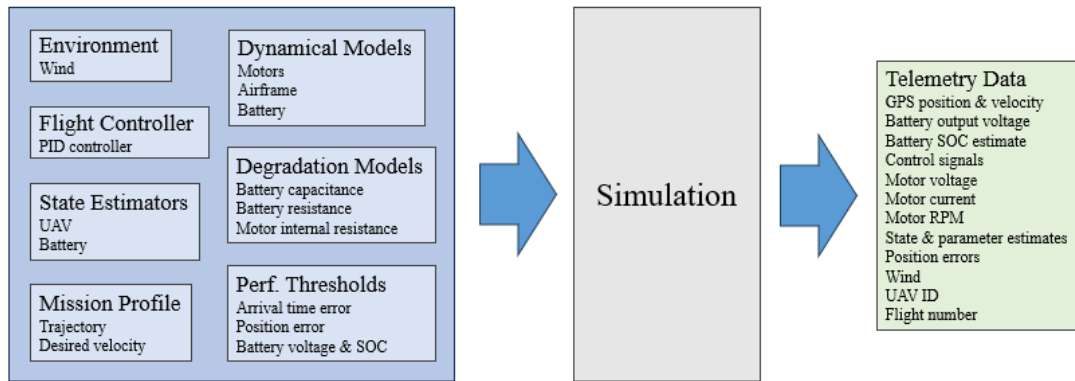 Environment
Wind
Flight Controller
PID controller
State Estimators
UAV
Battery
Mission Profile
Trajectory
Desired velocity
Dynamical Models
Motors
Airframe
Battery
Degradation Models
Battery capacitance
Battery resistance
Motor internal resistance
Perf. Thresholds
Arrival time error
Position error
Battery voltage & SOC
Simulation
Telemetry Data
GPS position & velocity
Battery output voltage
Battery SOC estimate
Control signals
Motor voltage
Motor current
Motor RPM
State & parameter estimates
Position errors
Wind
UAV ID
Flight number